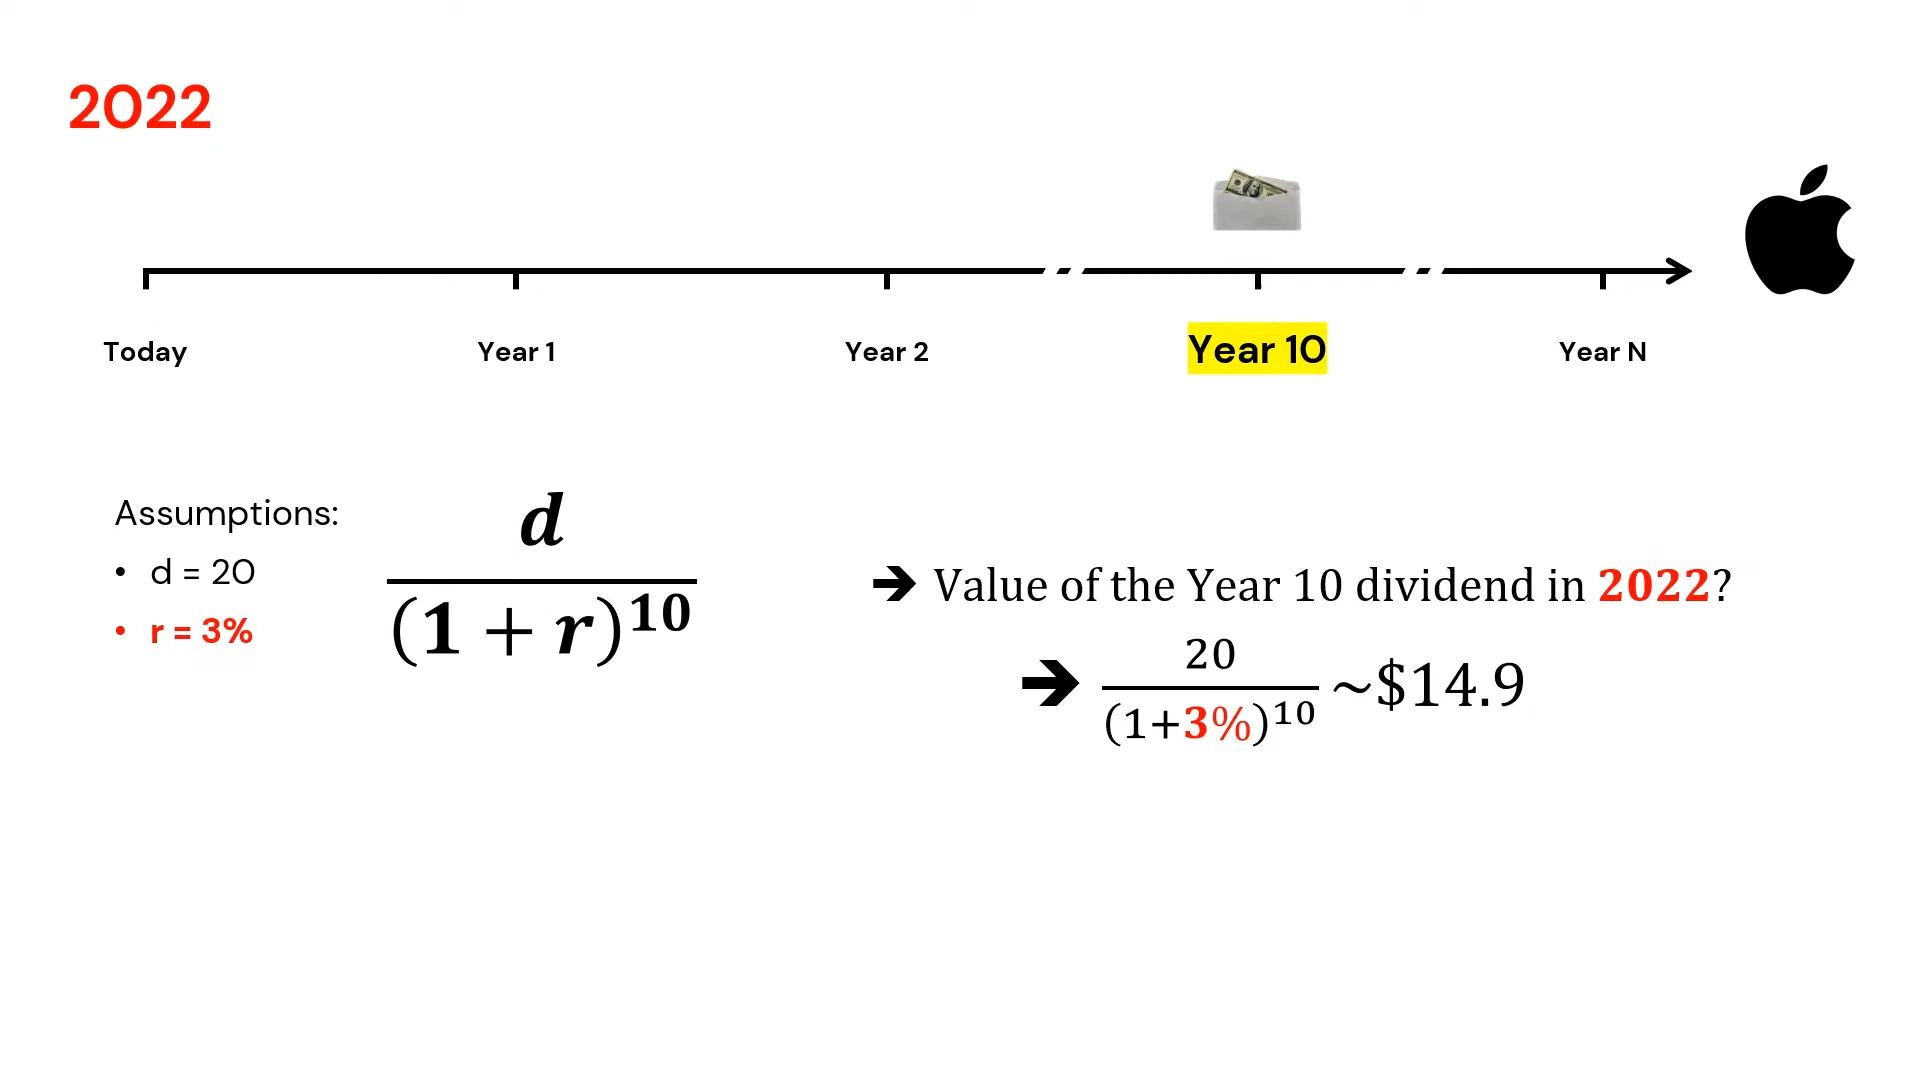 2022
Today
Year 1
Year 2
Year 10
Year N
Assumptions:
• d = 20
• r = 3%
d
(1 + r)^10
➔ Value of the Year 10 dividend in 2022?
➔ 20
(1+3%)^10
~$14.9